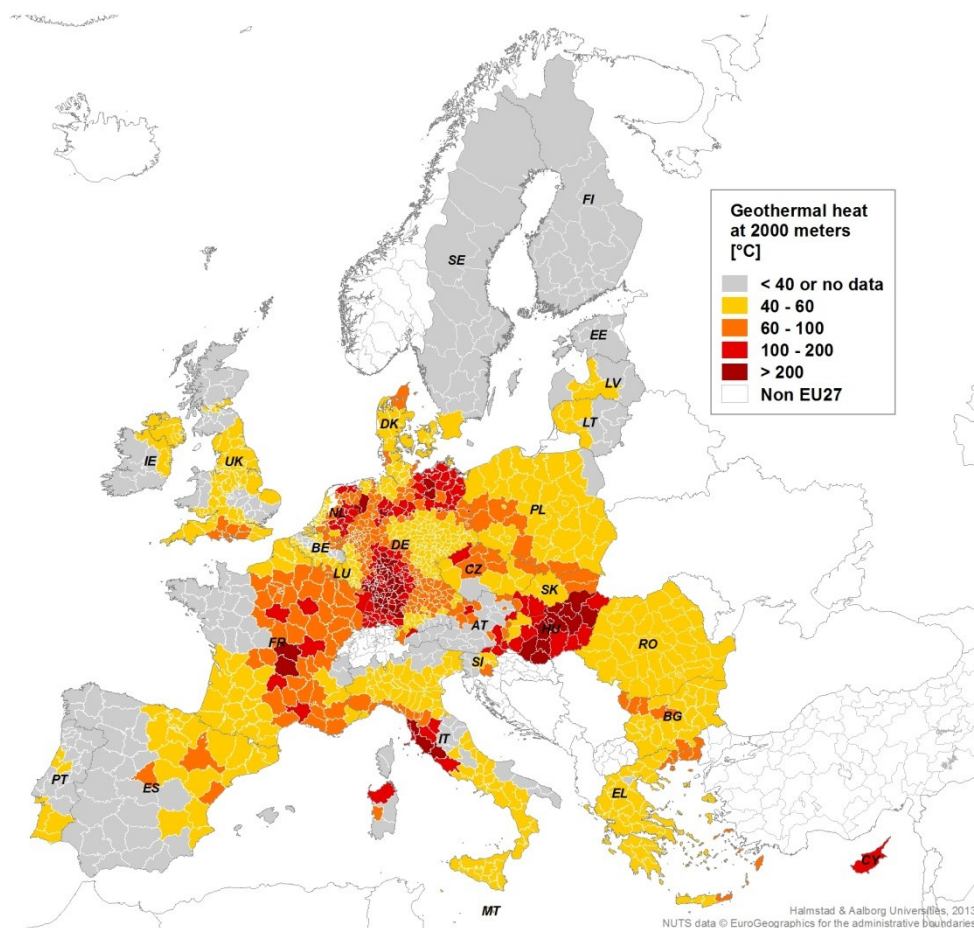 FI
SE
Geothermal heat
at 2000 meters
[°C]
< 40 or no data
40 - 60
60 - 100
100 - 200
> 200
Non EU27
EE
LV
LT
DK
IE
UK
NL
PL
BE
DE
LU
CZ
SK
AT
HU
FR
SI
RO
BG
IT
PT
ES
EL
CY
MT
Halmstad & Aalborg Universities, 2013
NUTS data © EuroGeographics for the administrative boundaries